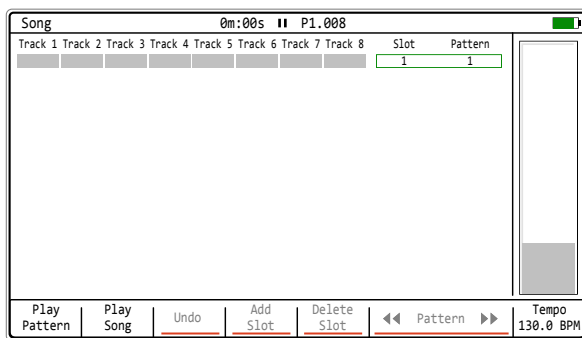 Song 0m:00s P1.008
Track 1 Track 2 Track 3 Track 4 Track 5 Track 6 Track 7 Track 8 Slot Pattern
1 1
Play Pattern
Play Song
Undo
Add Slot
Delete Slot
Pattern
Tempo
130.0 BPM